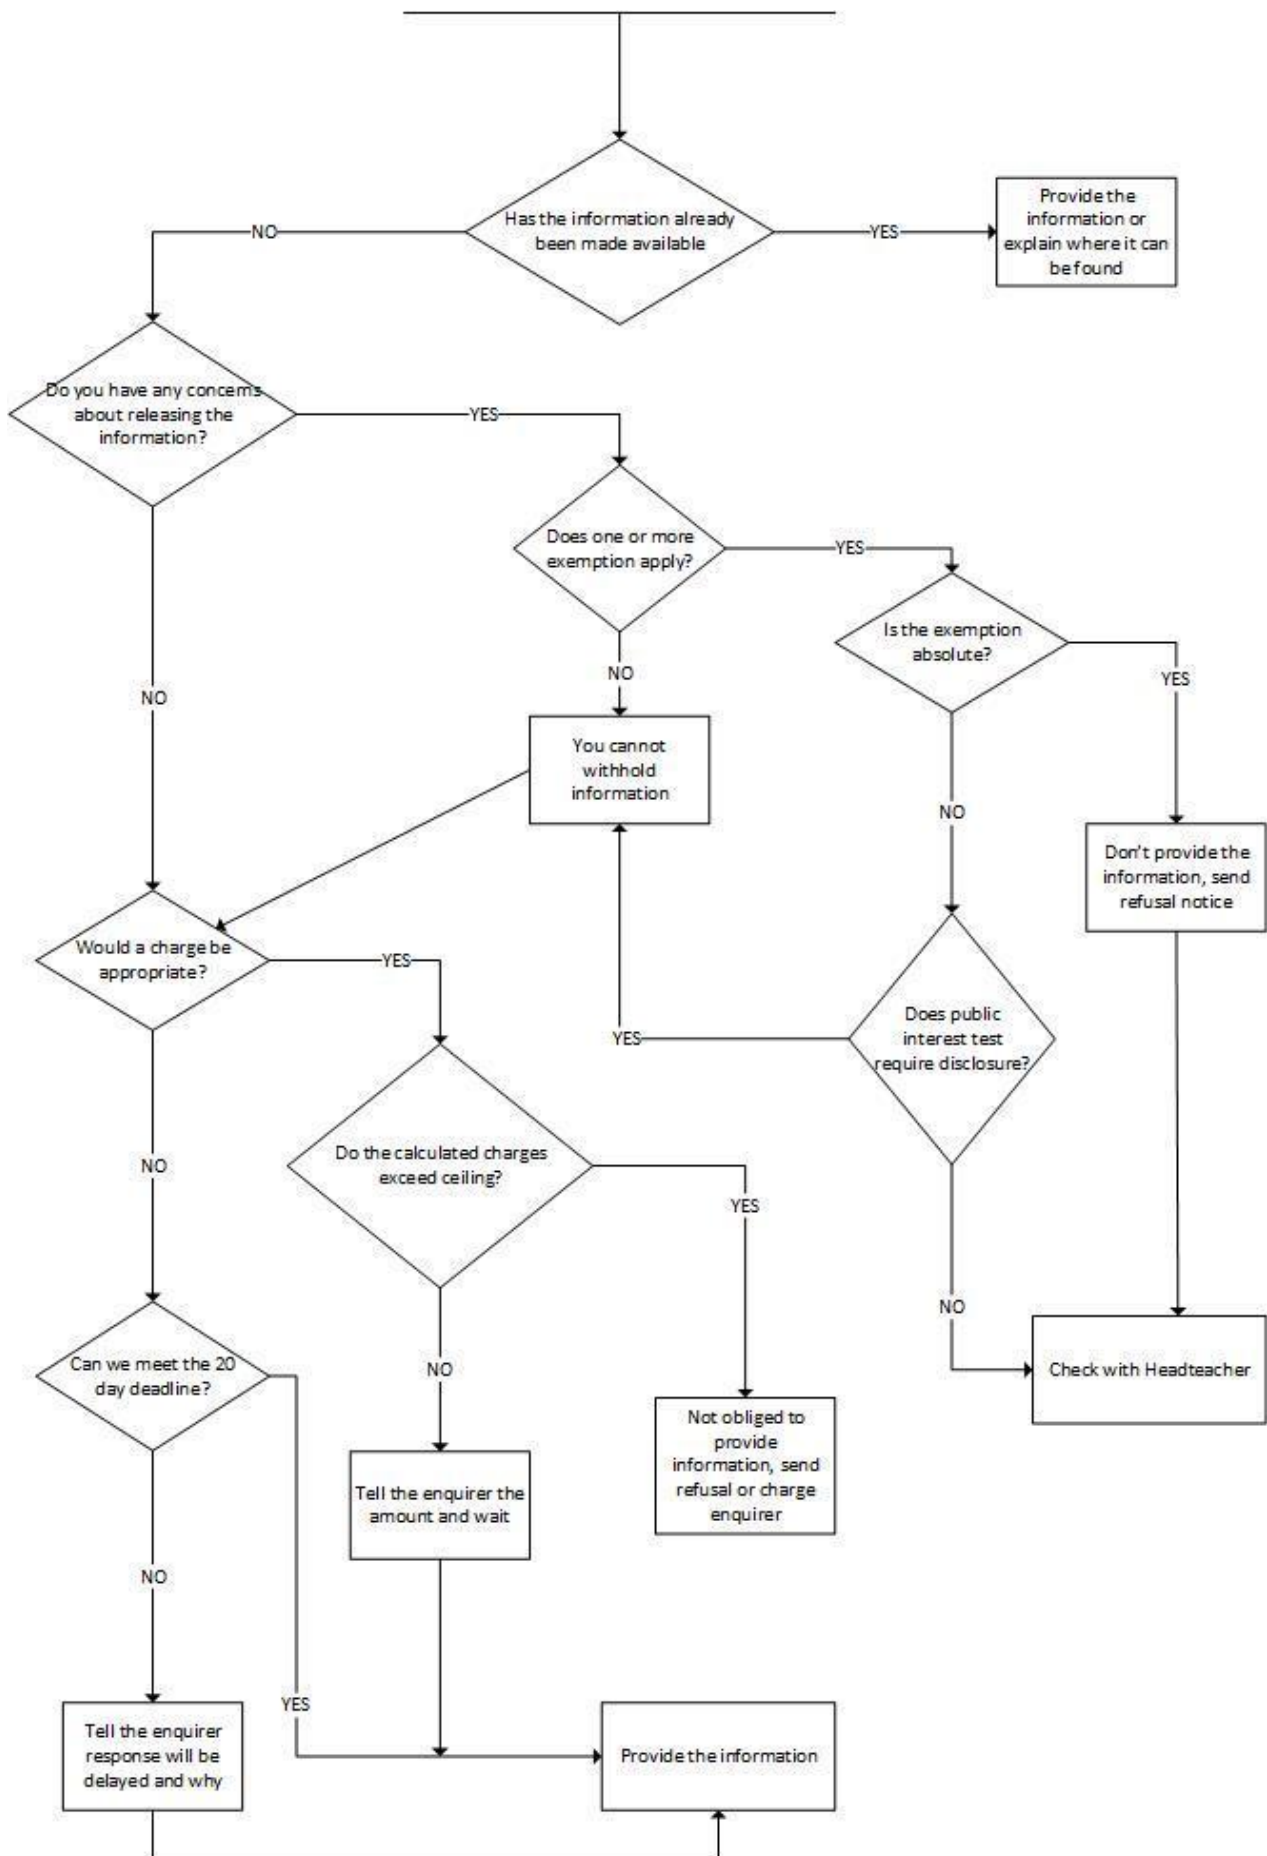 Has the information already
been made available
NO
YES
Provide the
information or
explain where it can
be found
Do you have any concerns
about releasing the
information?
YES
NO
Does one or more
exemption apply?
YES
NO
Is the exemption
absolute?
YES
NO
You cannot
withhold
information
Don't provide the
information, send
refusal notice
Would a charge be
appropriate?
YES
NO
Does public
interest test
require disclosure?
YES
NO
Do the calculated charges
exceed ceiling?
YES
NO
Check with Headteacher
Can we meet the 20
day deadline?
NO
YES
Not obliged to
provide
information, send
refusal or charge
enquirer
Tell the enquirer the
amount and wait
Tell the enquirer
response will be
delayed and why
Provide the information